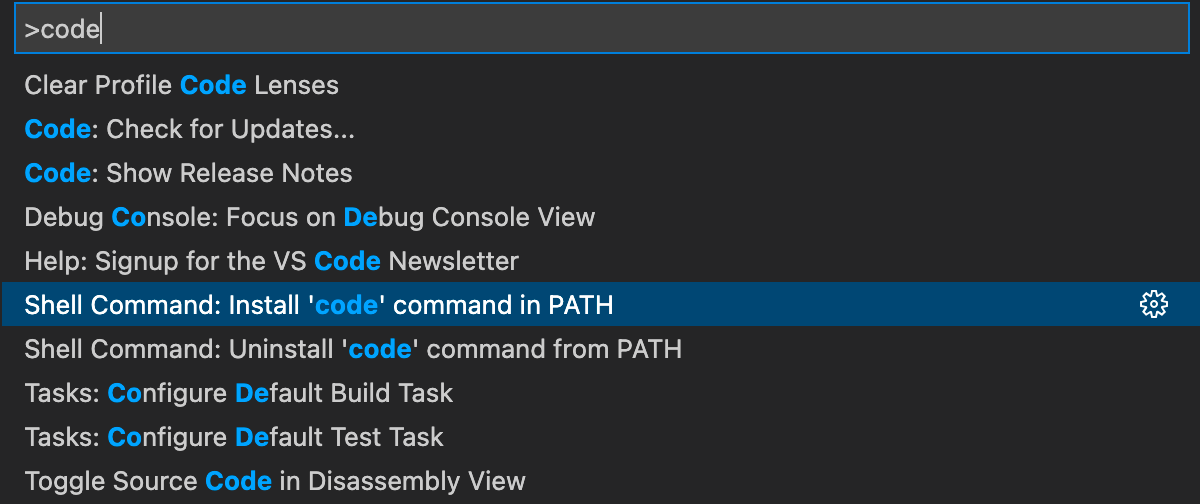 >code
Clear Profile Code Lenses
Code: Check for Updates...
Code: Show Release Notes
Debug Console: Focus on Debug Console View
Help: Signup for the VS Code Newsletter
Shell Command: Install 'code' command in PATH
Shell Command: Uninstall 'code' command from PATH
Tasks: Configure Default Build Task
Tasks: Configure Default Test Task
Toggle Source Code in Disassembly View